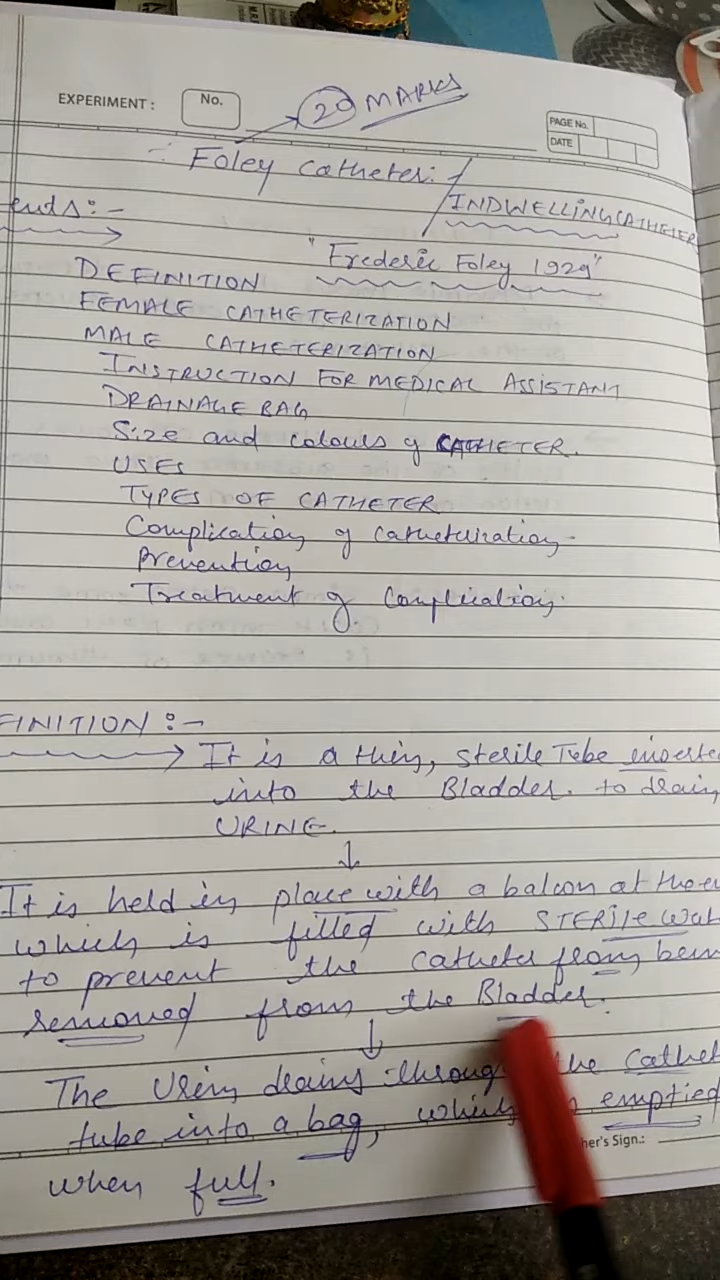 EXPERIMENT :
No.
20 MARKS
PAGE No.
DATE
Foley Catheter:-
INDWELLING CATHETER
ends:-
"Frederic Foley 1929"
DEFINITION
FEMALE CATHETERIZATION
MALE CATHETERIZATION
INSTRUCTION FOR MEDICAL ASSISTANT
DRAINAGE BAG
Size and colours of CATHETER.
USES
TYPES OF CATHETER
Complication of catheterization
Prevention
Treatment of Complication.
FINITION :-
It is a thin, sterile Tube inserte
into the Bladder. to drain
URINE.
It is held in place with a balcon at the e
which is filled with STERILE Wat
to prevent the catheter from bein
removed from the Bladder.
The Urin drains through the cathet
tube into a bag, which is emptied
her's Sign.:
when full.